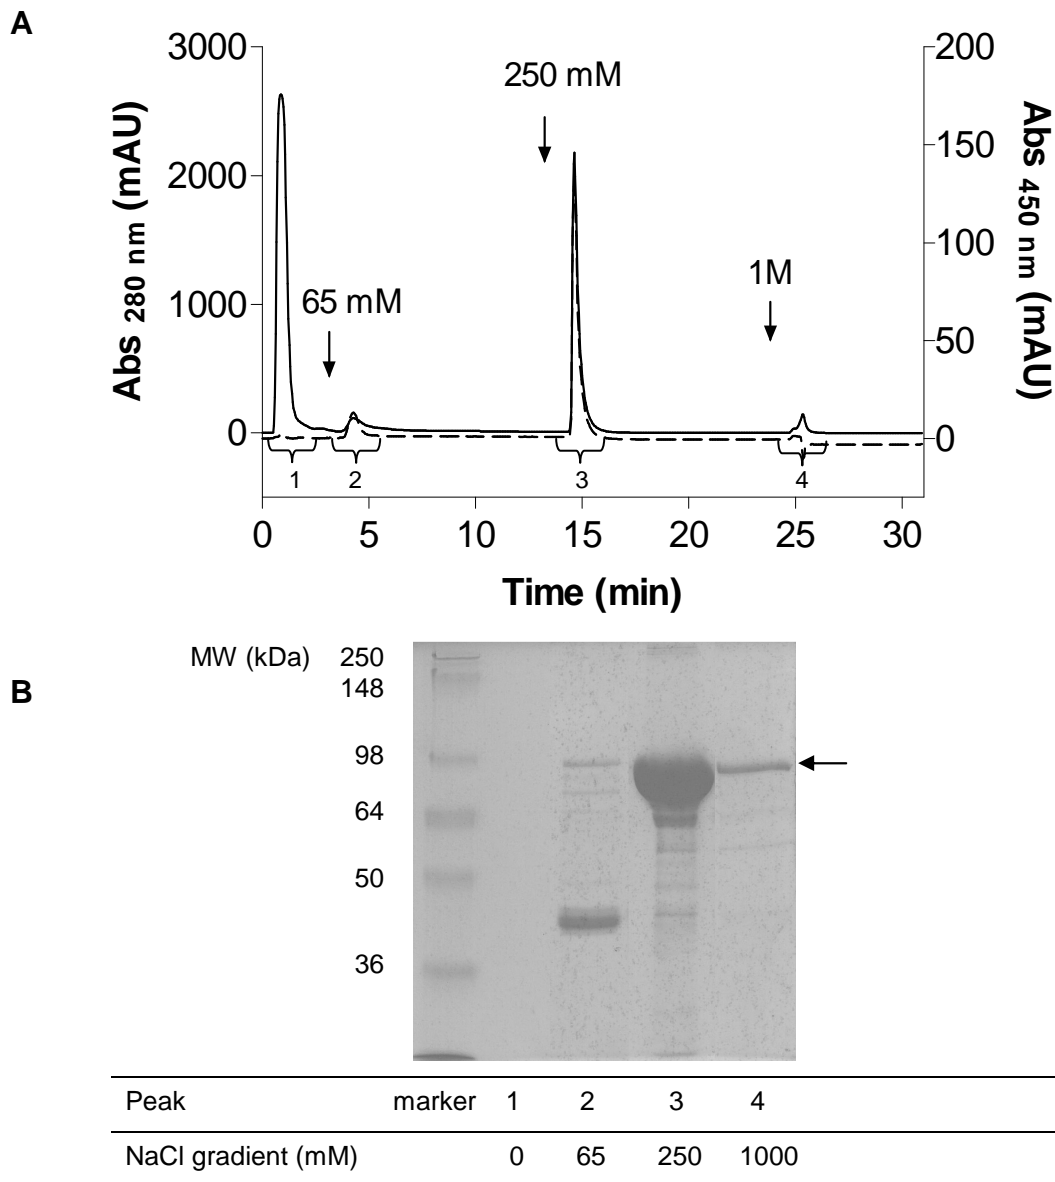 A
3000
2000
1000
0
Abs 280 nm (mAU)
200
150
100
50
0
Abs 450 nm (mAU)
65 mM
250 mM
1M
1
2
3
4
0
5
10
15
20
25
30
Time (min)
B
MW (kDa)
250
148
98
64
50
36
Peak marker 1 2 3 4
NaCl gradient (mM) 0 65 250 1000